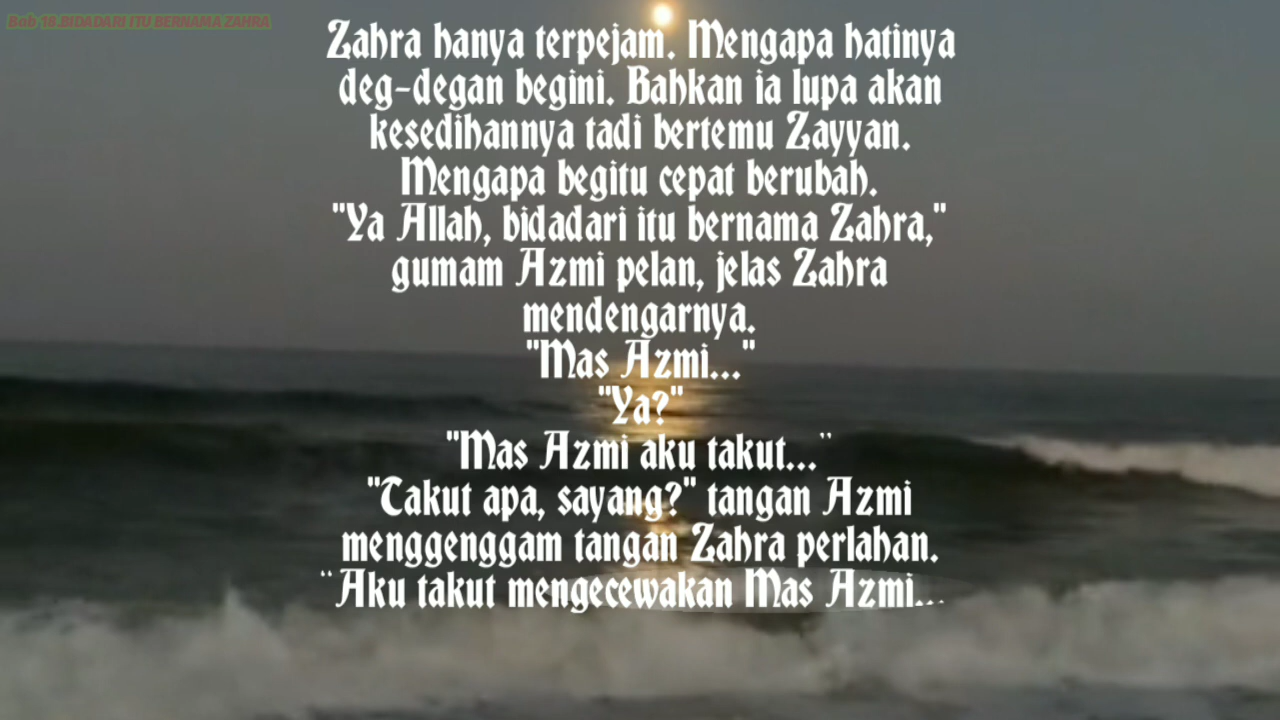 Bab 16.BIDADARI ITU BERNAMA ZAHRA
Zahra hanya terpejam. Mengapa hatinya
deg-degan begini. Bahkan ia lupa akan
kesedihannya tadi bertemu Zayyan.
Mengapa begitu cepat berubah.
"Ya Allah, bidadari itu bernama Zahra,"
gumam Azmi pelan, jelas Zahra
mendengarnya.
"Mas Azmi..."
"Ya?"
"Mas Azmi aku takut...¨
"Takut apa, sayang?" tangan Azmi
menggenggam tangan Zahra perlahan.
¨Aku takut mengecewakan Mas Azmi...